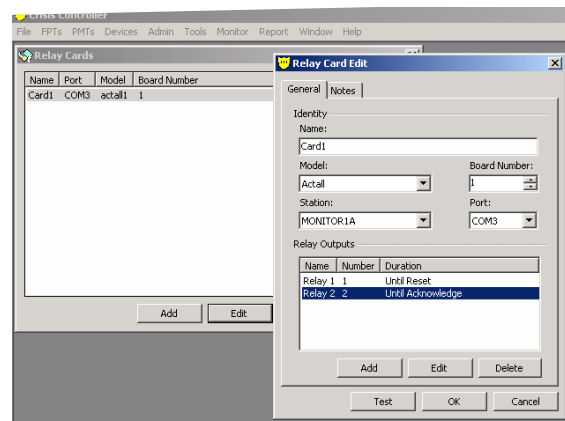 Crisis Controller
File FPTs PMTs Devices Admin Tools Monitor Report Window Help
Relay Cards
Name Port Model Board Number
Card1 COM3 actall1 1
Add Edit
Relay Card Edit
General Notes
Identity
Name:
Card1
Model: Board Number:
Actall 1
Station: Port:
MONITOR1A COM3
Relay Outputs
Name Number Duration
Relay 1 1 Until Reset
Relay 2 2 Until Acknowledge
Add Edit Delete
Test OK Cancel